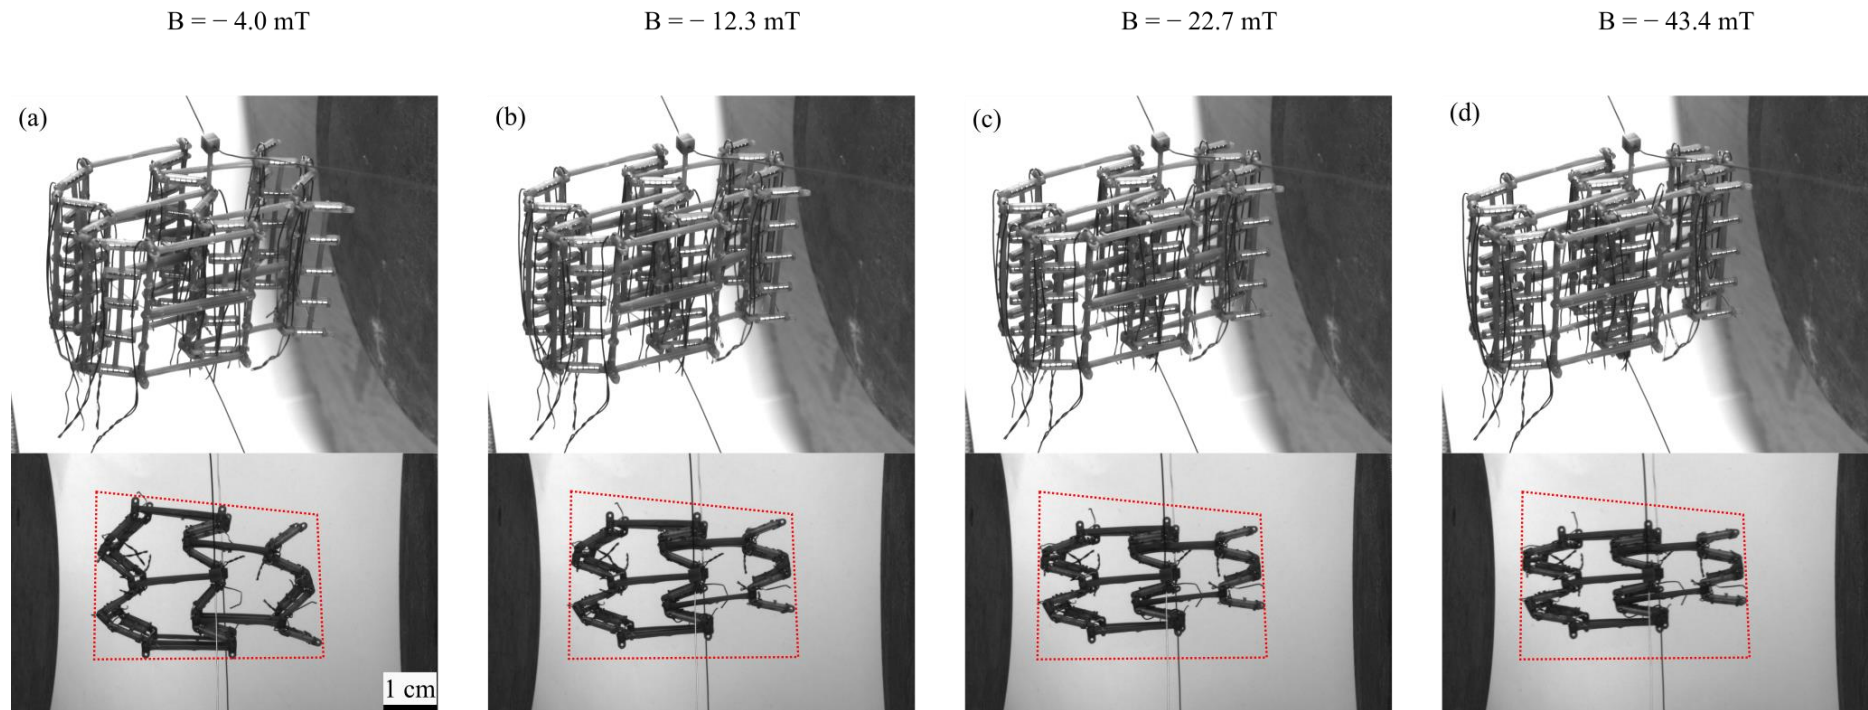 B = − 4.0 mT
B = − 12.3 mT
B = − 22.7 mT
B = − 43.4 mT
(a)
(b)
(c)
(d)
1 cm